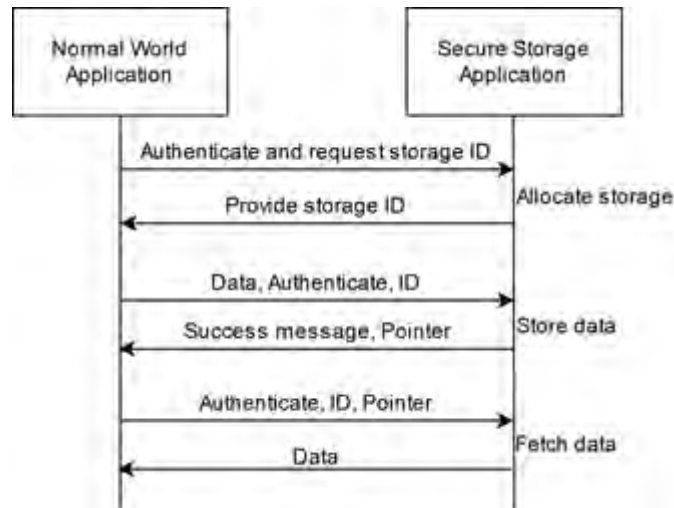 Normal World
Application
Secure Storage
Application
Authenticate and request storage ID
Allocate storage
Provide storage ID
Data, Authenticate, ID
Store data
Success message, Pointer
Authenticate, ID, Pointer
Fetch data
Data